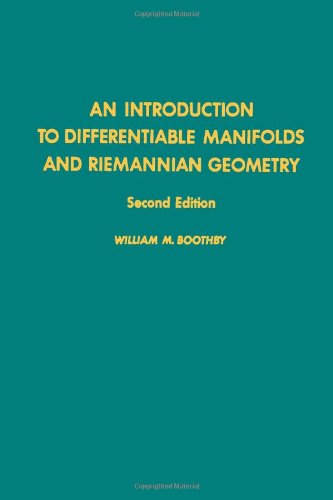 AN INTRODUCTION
TO DIFFERENTIABLE MANIFOLDS
AND RIEMANNIAN GEOMETRY
Second Edition
WILLIAM M. BOOTHBY